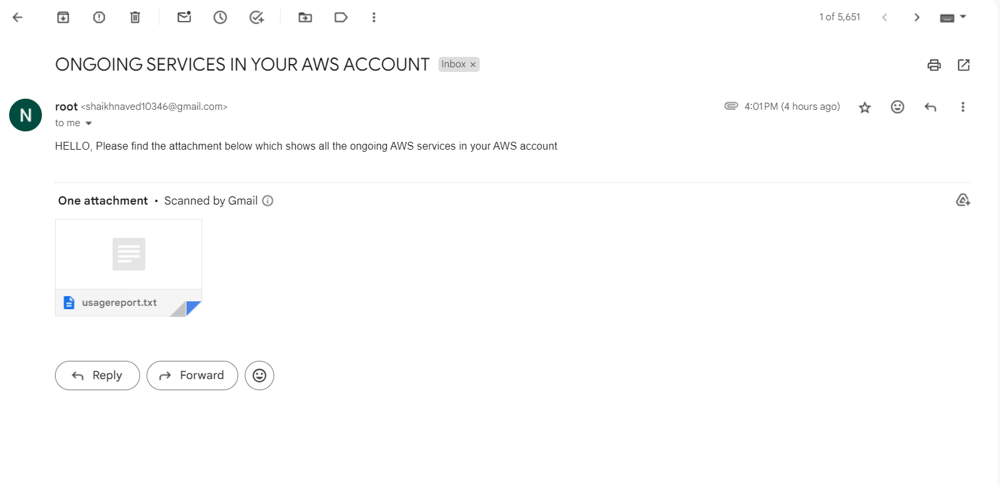 1 of 5,651
ONGOING SERVICES IN YOUR AWS ACCOUNT Inbox ×
N
root <shaikhnaved10346@gmail.com> 4:01 PM (4 hours ago)
to me
HELLO, Please find the attachment below which shows all the ongoing AWS services in your AWS account
One attachment • Scanned by Gmail
usagereport.txt
Reply Forward